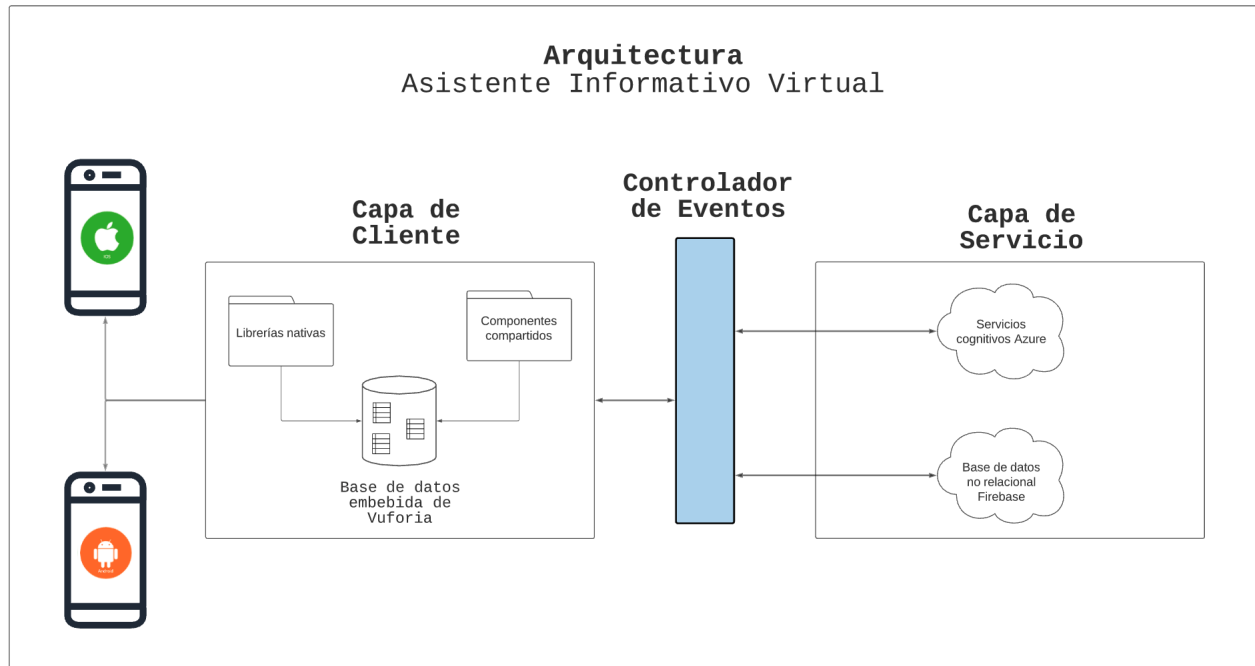 Arquitectura
Asistente Informativo Virtual
Controlador
de Eventos
Capa de
Cliente
Capa de
Servicio
Librerías nativas
Componentes
compartidos
Servicios
cognitivos Azure
Base de datos
embebida de
Vuforia
Base de datos
no relacional
Firebase